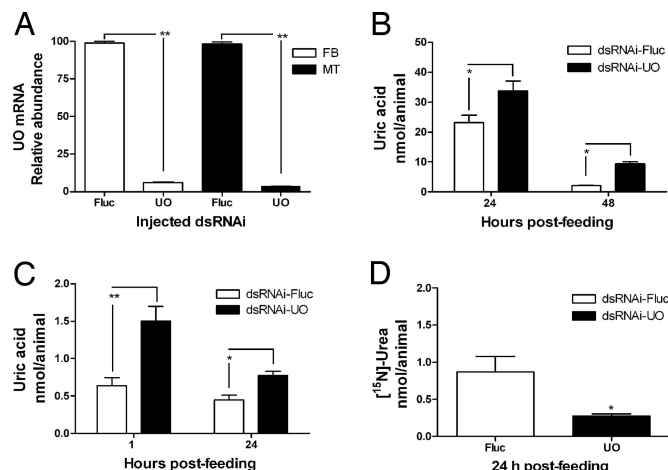 A
UO mRNA
Relative abundance
100
75
50
25
0
**
**
FB
MT
Fluc
UO
Fluc
UO
Injected dsRNAi
B
Uric acid
nmol/animal
50
40
30
20
10
0
*
*
dsRNAi-Fluc
dsRNAi-UO
24
48
Hours post-feeding
C
Uric acid
nmol/animal
2.0
1.5
1.0
0.5
0.0
**
*
dsRNAi-Fluc
dsRNAi-UO
1
24
Hours post-feeding
D
[¹⁵N]-Urea
nmol/animal
2.0
1.5
1.0
0.5
0.0
*
dsRNAi-Fluc
dsRNAi-UO
Fluc
UO
24 h post-feeding